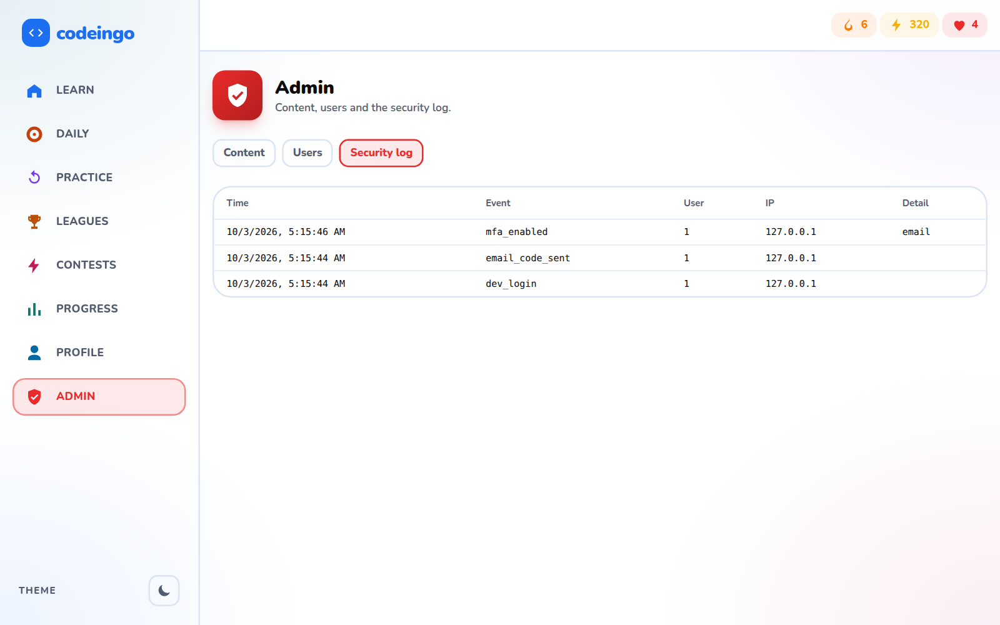 codeingo
6
320
4
LEARN
DAILY
PRACTICE
LEAGUES
CONTESTS
PROGRESS
PROFILE
ADMIN
THEME
Admin
Content, users and the security log.
Content Users Security log
Time Event User IP Detail
10/3/2026, 5:15:46 AM mfa_enabled 1 127.0.0.1 email
10/3/2026, 5:15:44 AM email_code_sent 1 127.0.0.1
10/3/2026, 5:15:44 AM dev_login 1 127.0.0.1